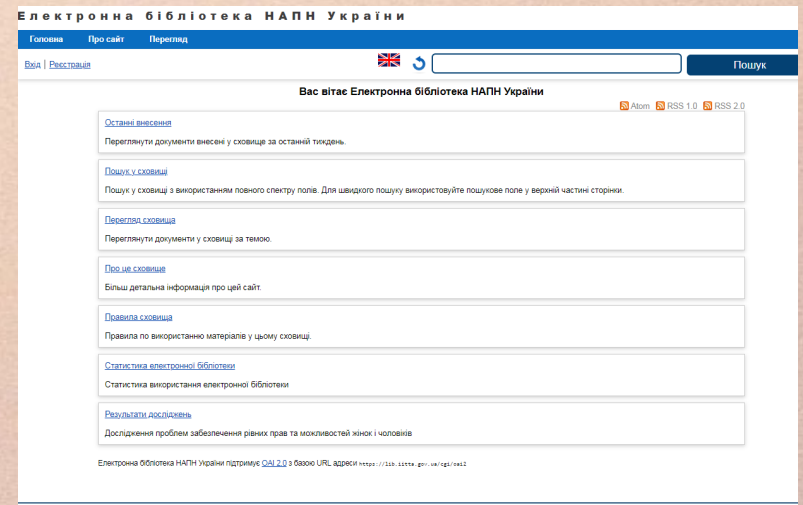 Електронна бібліотека НАПН України
Головна Про сайт Перегляд
Вхід | Реєстрація Пошук
Вас вітає Електронна бібліотека НАПН України
Atom RSS 1.0 RSS 2.0
Останні внесення
Переглянути документи внесені у сховище за останній тиждень.
Пошук у сховищі
Пошук у сховищі з використанням повного спектру полів. Для швидкого пошуку використовуйте пошукове поле у верхній частині сторінки.
Перегляд сховища
Переглянути документи у сховищі за темою.
Про це сховище
Більш детальна інформація про цей сайт.
Правила сховища
Правила по використанню матеріалів у цьому сховищі.
Статистика електронної бібліотеки
Статистика використання електронної бібліотеки
Результати досліджень
Дослідження проблем забезпечення рівних прав та можливостей жінок і чоловіків
Електронна бібліотека НАПН України підтримує OAI 2.0 з базою URL адреси https://lib.iitta.gov.ua/cgi/oai2